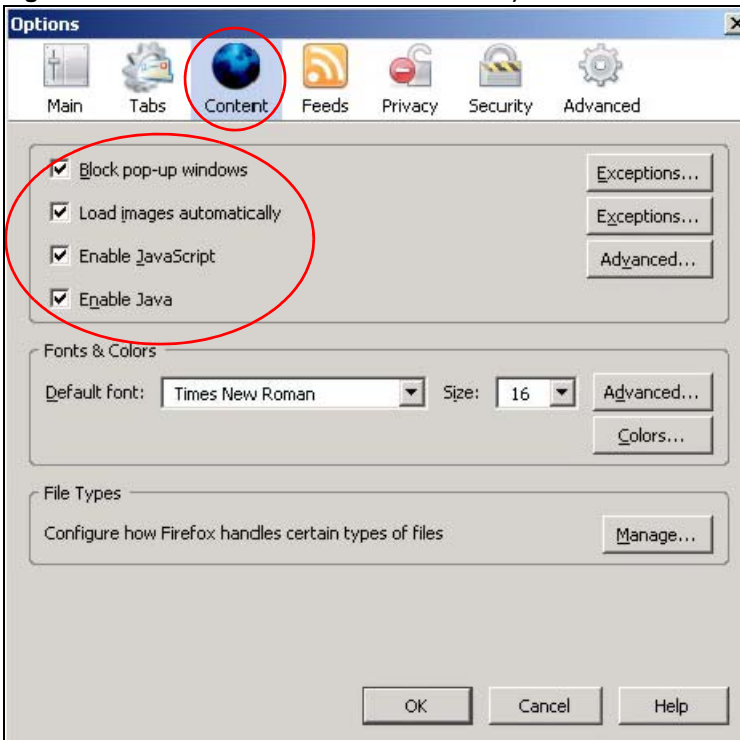 Options
Main Tabs Content Feeds Privacy Security Advanced
Block pop-up windows Exceptions...
Load images automatically Exceptions...
Enable JavaScript Advanced...
Enable Java
Fonts & Colors
Default font: Times New Roman Size: 16 Advanced...
Colors...
File Types
Configure how Firefox handles certain types of files Manage...
OK Cancel Help